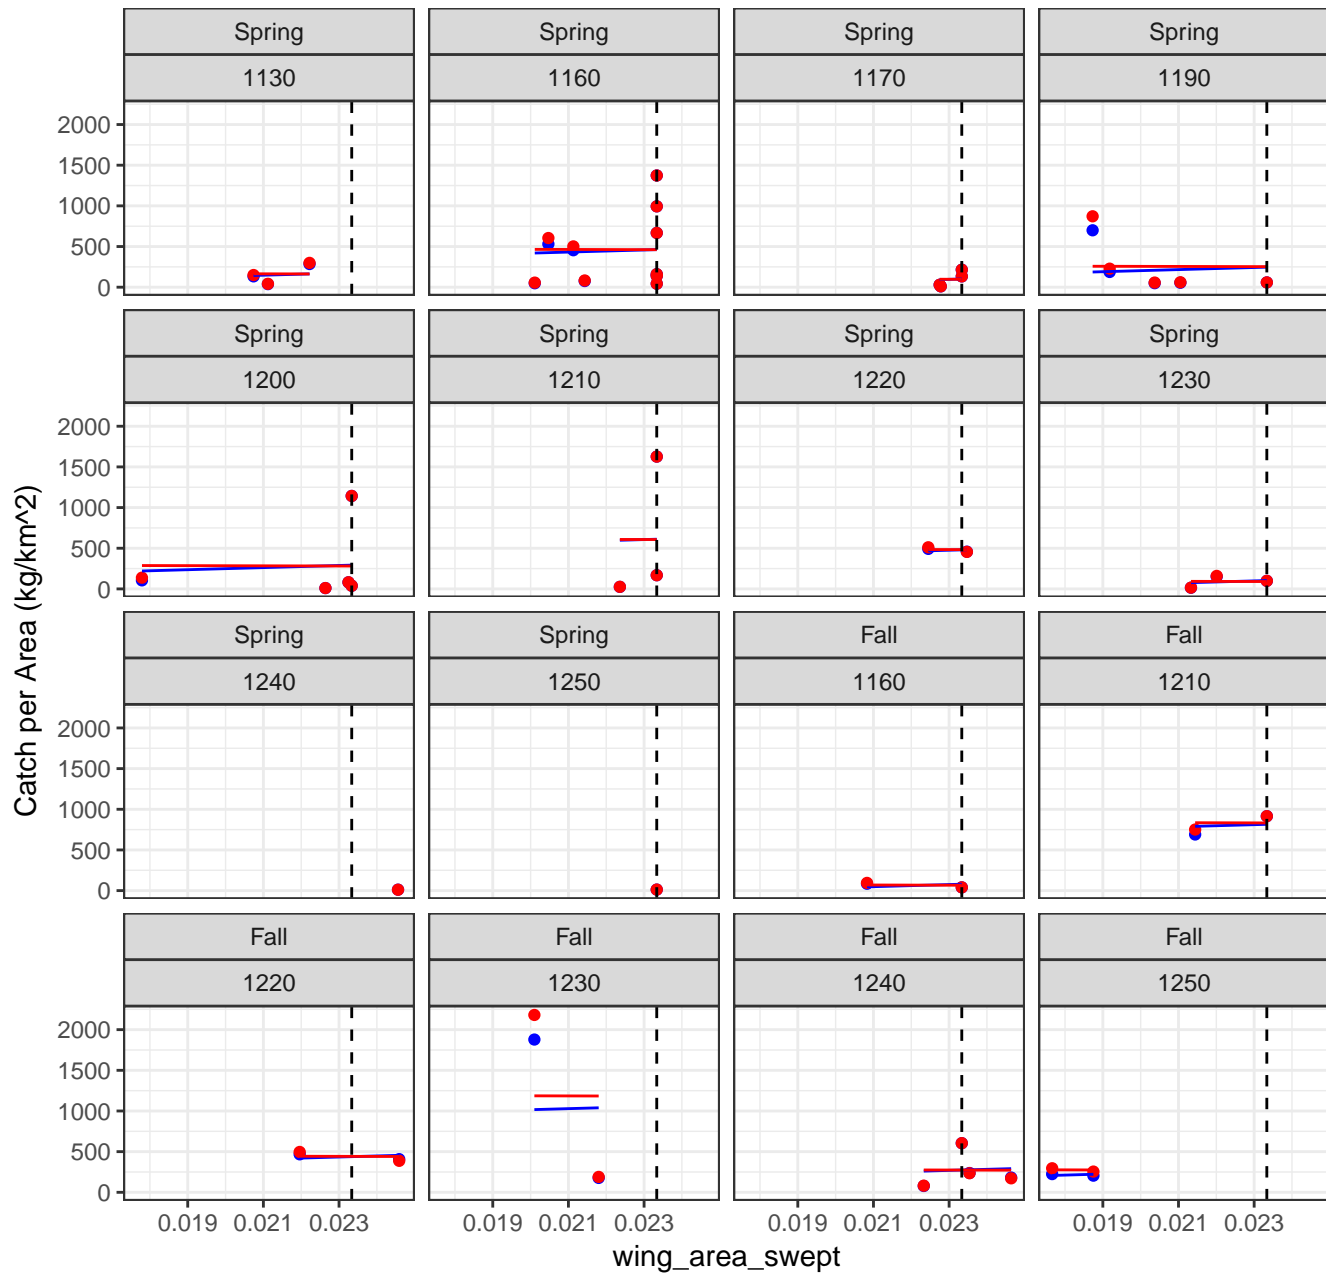 Spring Spring Spring Spring
1130 1160 1170 1190
2000
1500
1000
500
0
Spring Spring Spring Spring
1200 1210 1220 1230
2000
1500
1000
500
0
Spring Spring Fall Fall
1240 1250 1160 1210
2000
1500
1000
500
0
Fall Fall Fall Fall
1220 1230 1240 1250
2000
1500
1000
500
0
0.019 0.021 0.023 0.019 0.021 0.023 0.019 0.021 0.023 0.019 0.021 0.023
wing_area_swept
Catch per Area (kg/km^2)